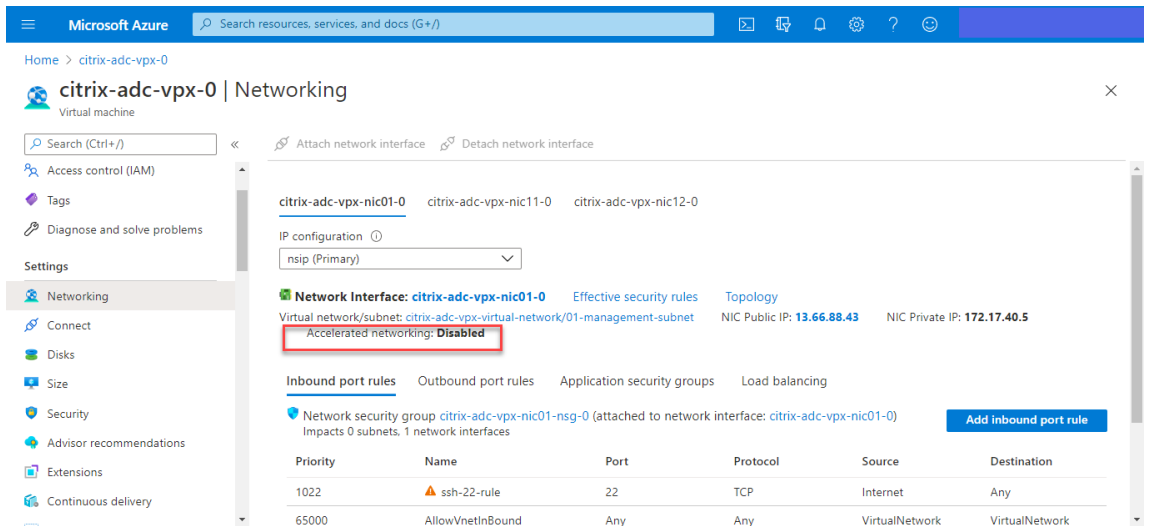 Microsoft Azure
Search resources, services, and docs (G+/)
Home > citrix-adc-vpx-0
citrix-adc-vpx-0 | Networking
Virtual machine
Search (Ctrl+/)
«
Attach network interface
Detach network interface
Access control (IAM)
Tags
Diagnose and solve problems
Settings
Networking
Connect
Disks
Size
Security
Advisor recommendations
Extensions
Continuous delivery
citrix-adc-vpx-nic01-0 citrix-adc-vpx-nic11-0 citrix-adc-vpx-nic12-0
IP configuration
nsip (Primary)
Network Interface: citrix-adc-vpx-nic01-0 Effective security rules Topology
Virtual network/subnet: citrix-adc-vpx-virtual-network/01-management-subnet NIC Public IP: 13.66.88.43 NIC Private IP: 172.17.40.5
Accelerated networking: Disabled
Inbound port rules Outbound port rules Application security groups Load balancing
Network security group citrix-adc-vpx-nic01-nsg-0 (attached to network interface: citrix-adc-vpx-nic01-0)
Impacts 0 subnets, 1 network interfaces
Add inbound port rule
Priority Name Port Protocol Source Destination
1022 ssh-22-rule 22 TCP Internet Any
65000 AllowVnetInBound Any Any VirtualNetwork VirtualNetwork